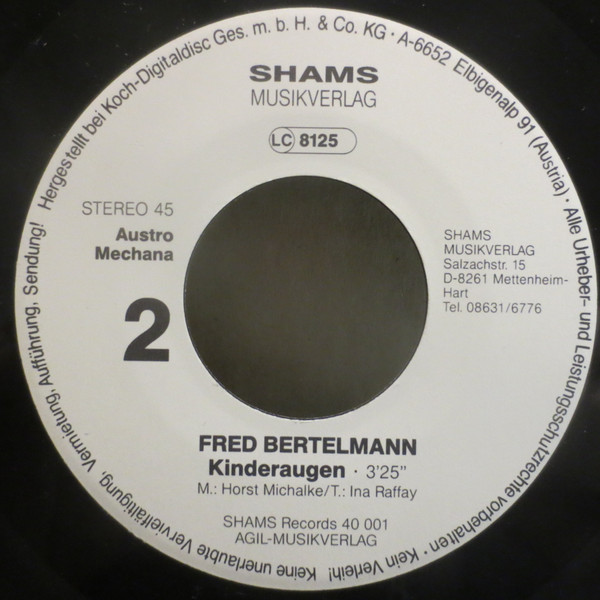 Hergestellt bei Koch-Digitaldisc Ges. m. b. H. & Co. KG · A-6652 Elbigenalp 91 (Austria) · Alle Urheber- und Leistungsschutzrechte vorbehalten · Kein Verleih! Keine unerlaubte Vervielfältigung, Vermietung, Aufführung, Sendung!
SHAMS
MUSIKVERLAG
LC 8125
STEREO 45
Austro
Mechana
2
SHAMS
MUSIKVERLAG
Salzachstr. 15
D-8261 Mettenheim-
Hart
Tel. 08631/6776
FRED BERTELMANN
Kinderaugen · 3'25"
M.: Horst Michalke/T.: Ina Raffay
SHAMS Records 40 001
AGIL-MUSIKVERLAG